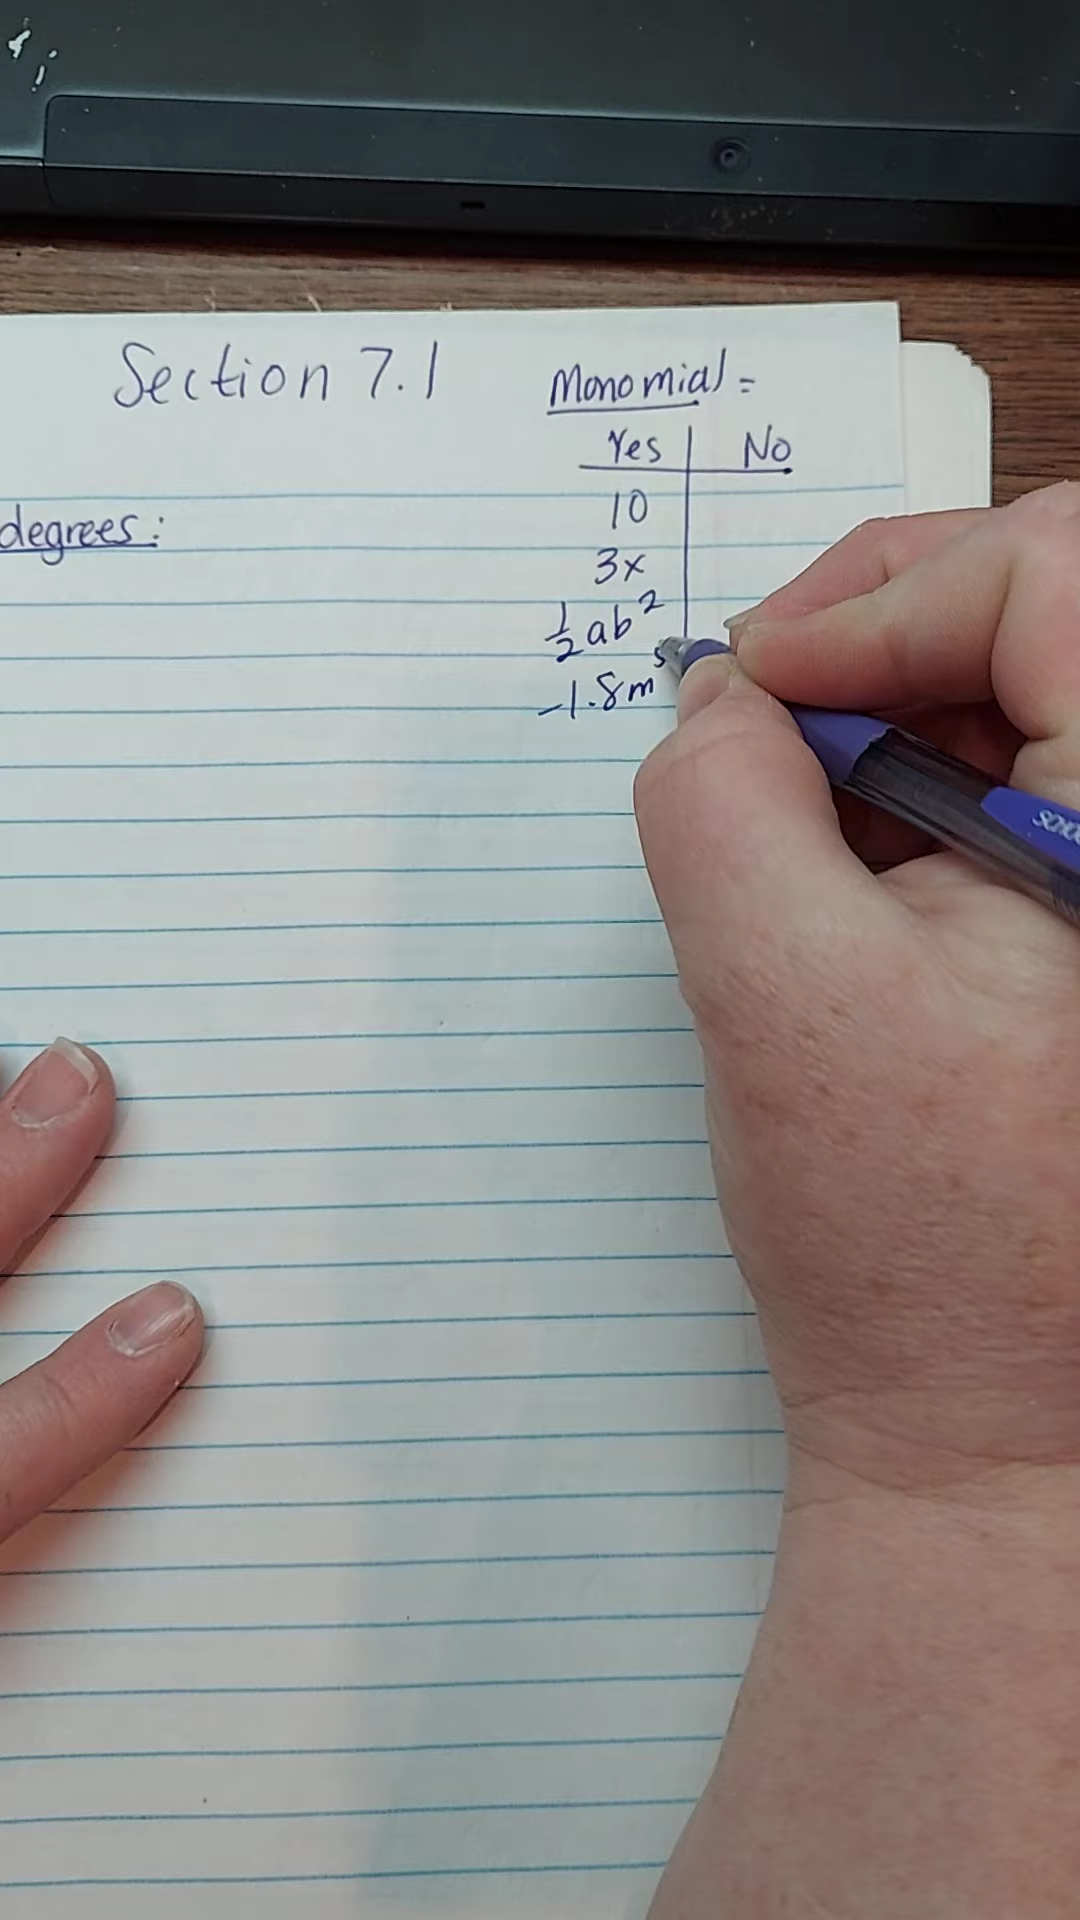 Section 7.1
Monomial =
Yes No
degrees:
10
3x
½ab²
-1.8m⁵